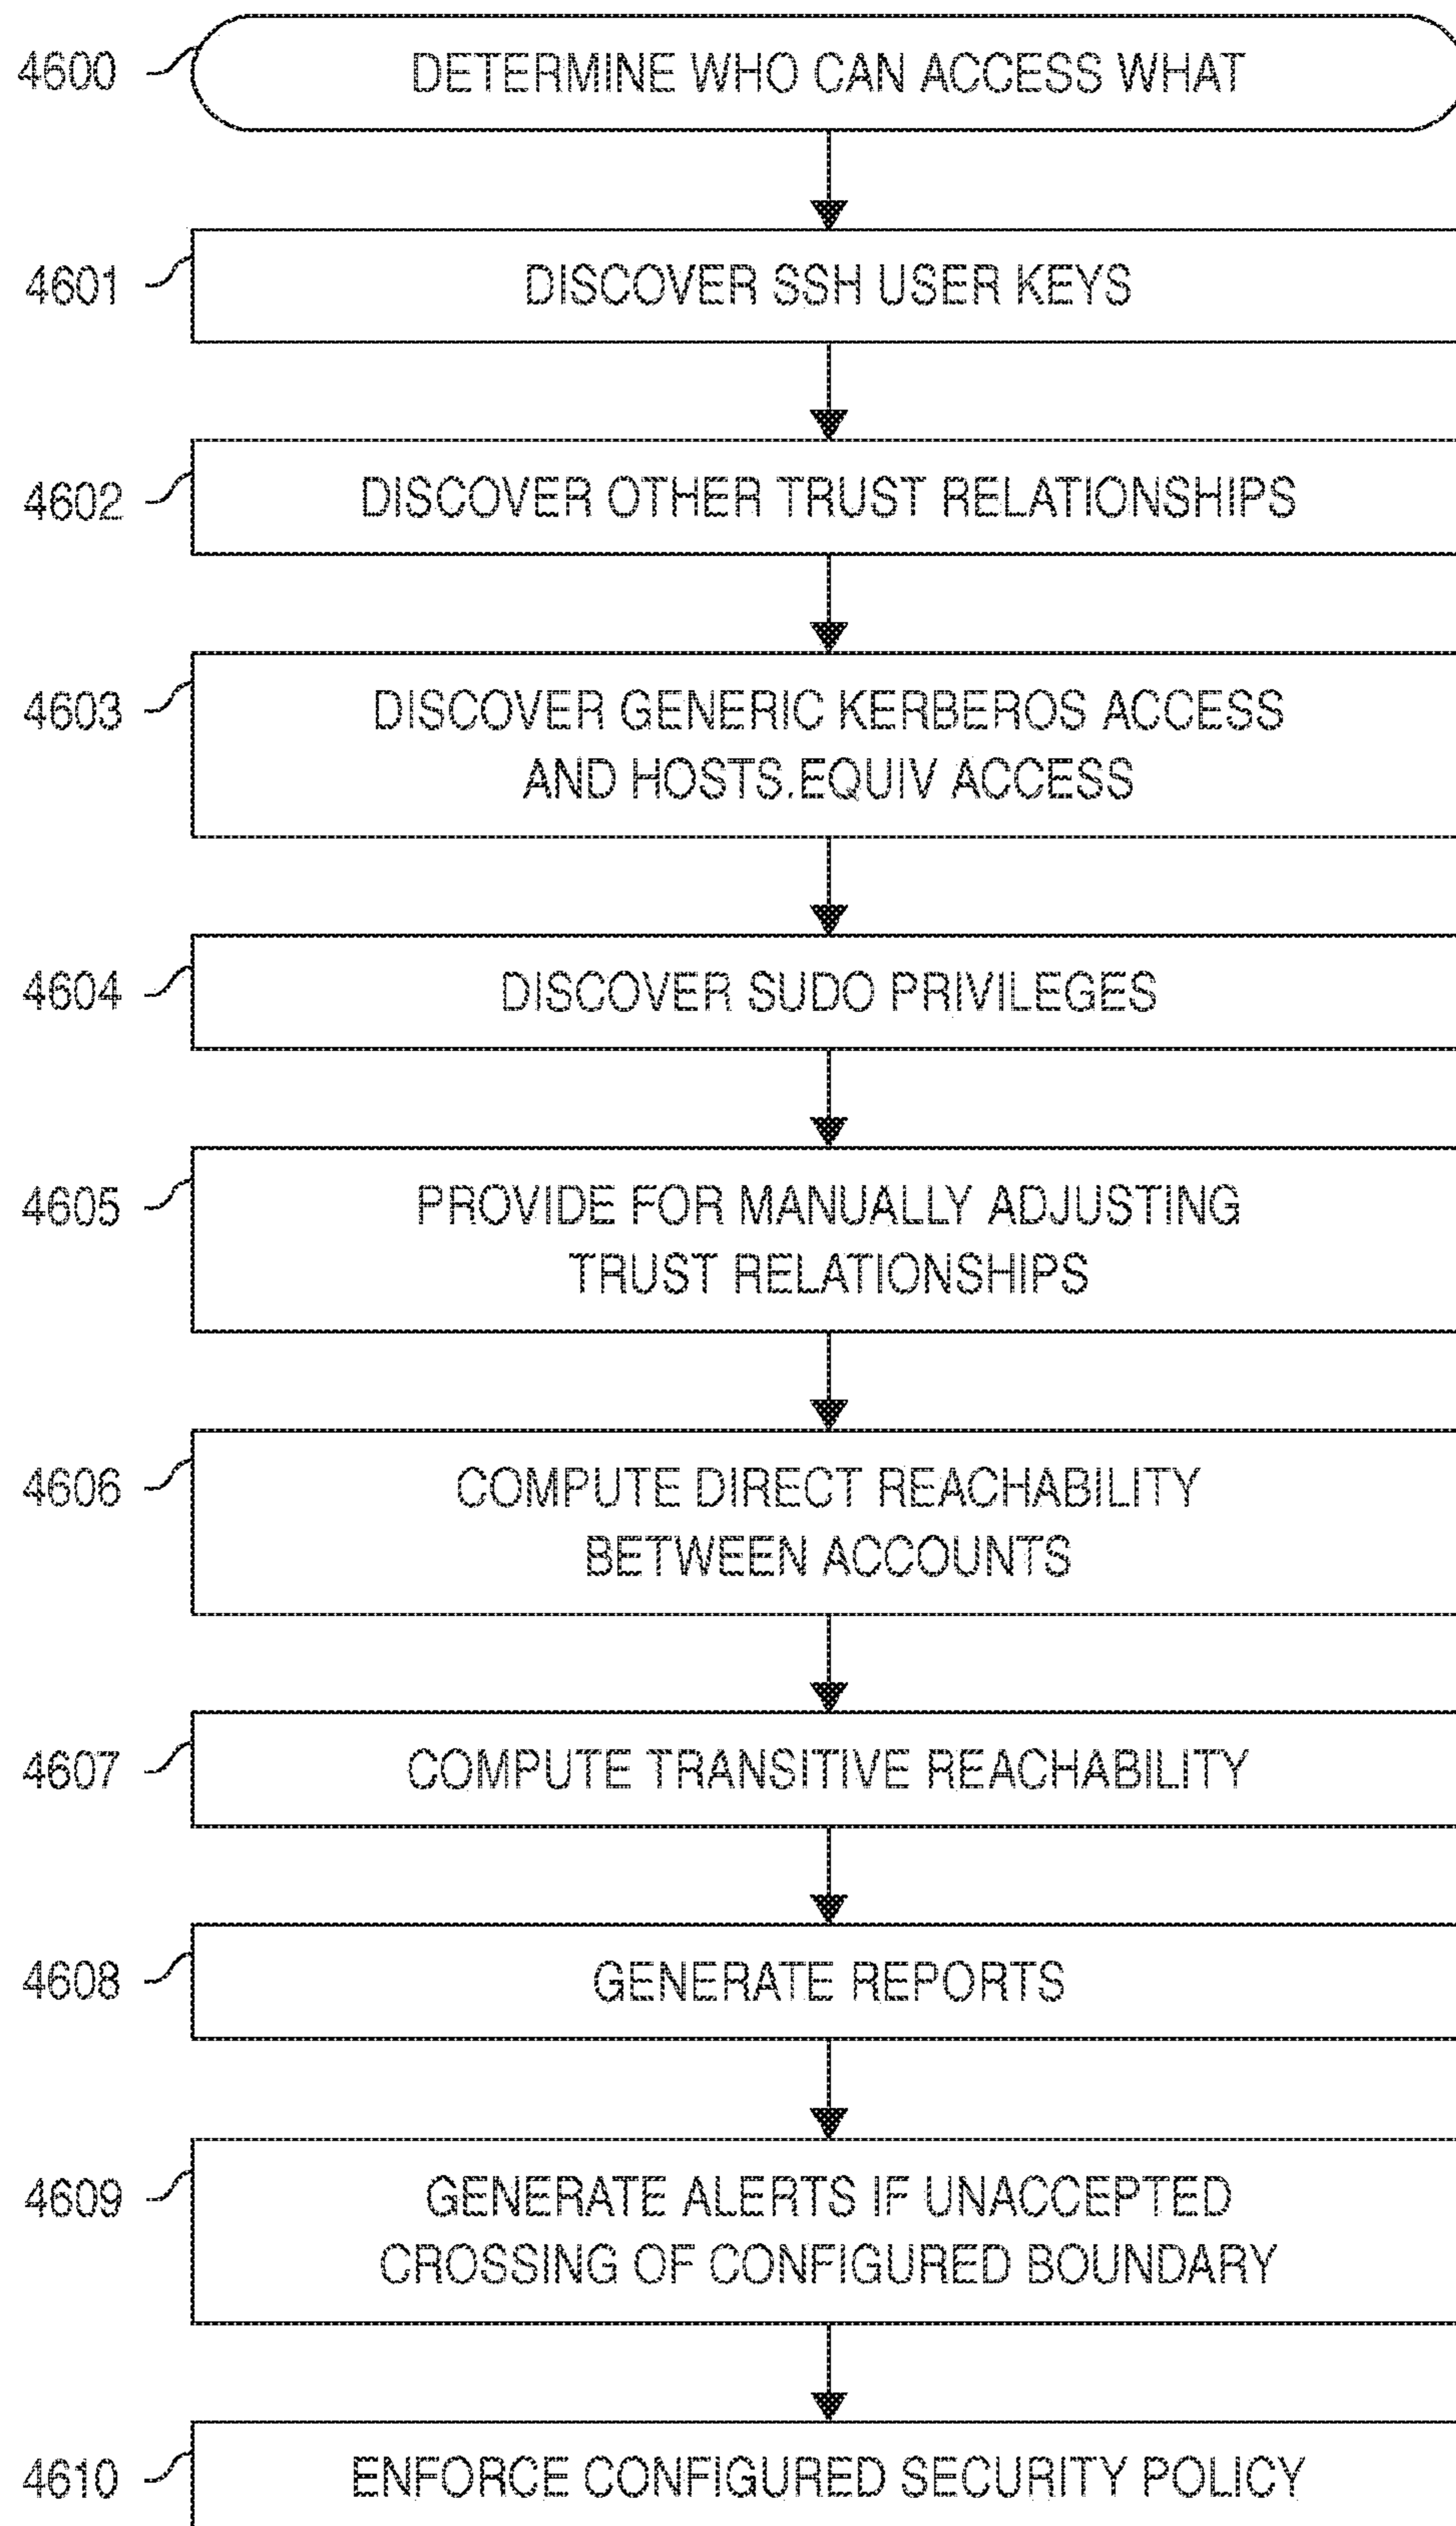 4600 DETERMINE WHO CAN ACCESS WHAT
4601 DISCOVER SSH USER KEYS
4602 DISCOVER OTHER TRUST RELATIONSHIPS
4603 DISCOVER GENERIC KERBEROS ACCESS
AND HOSTS.EQUIV ACCESS
4604 DISCOVER SUDO PRIVILEGES
4605 PROVIDE FOR MANUALLY ADJUSTING
TRUST RELATIONSHIPS
4606 COMPUTE DIRECT REACHABILITY
BETWEEN ACCOUNTS
4607 COMPUTE TRANSITIVE REACHABILITY
4608 GENERATE REPORTS
4609 GENERATE ALERTS IF UNACCEPTED
CROSSING OF CONFIGURED BOUNDARY
4610 ENFORCE CONFIGURED SECURITY POLICY